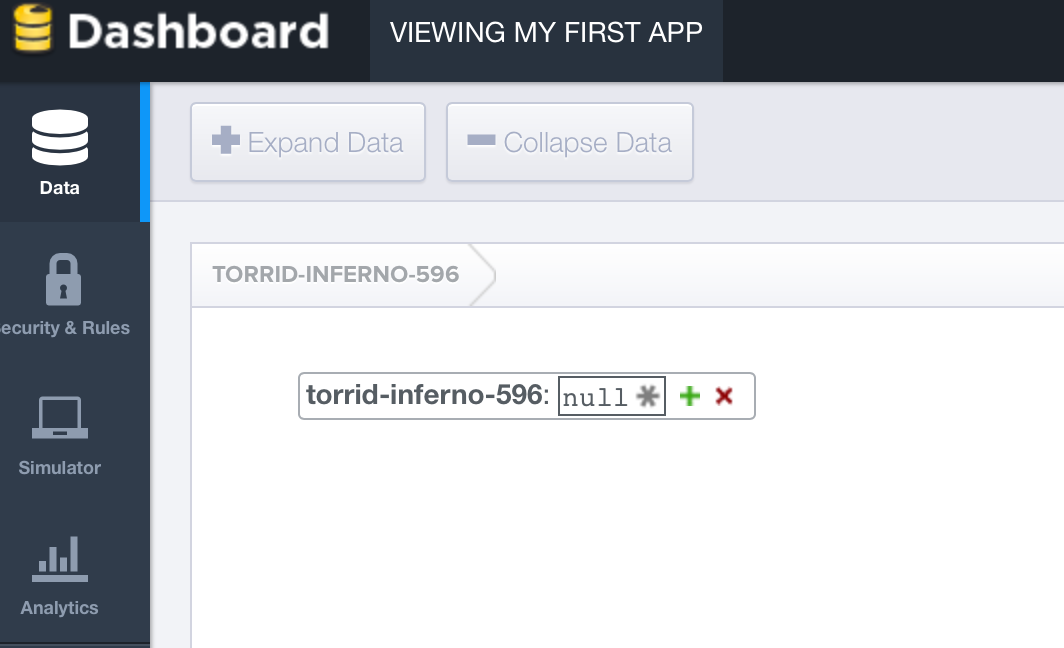 Dashboard
VIEWING MY FIRST APP
Expand Data
Collapse Data
Data
TORRID-INFERNO-596
ecurity & Rules
torrid-inferno-596: null
Simulator
Analytics